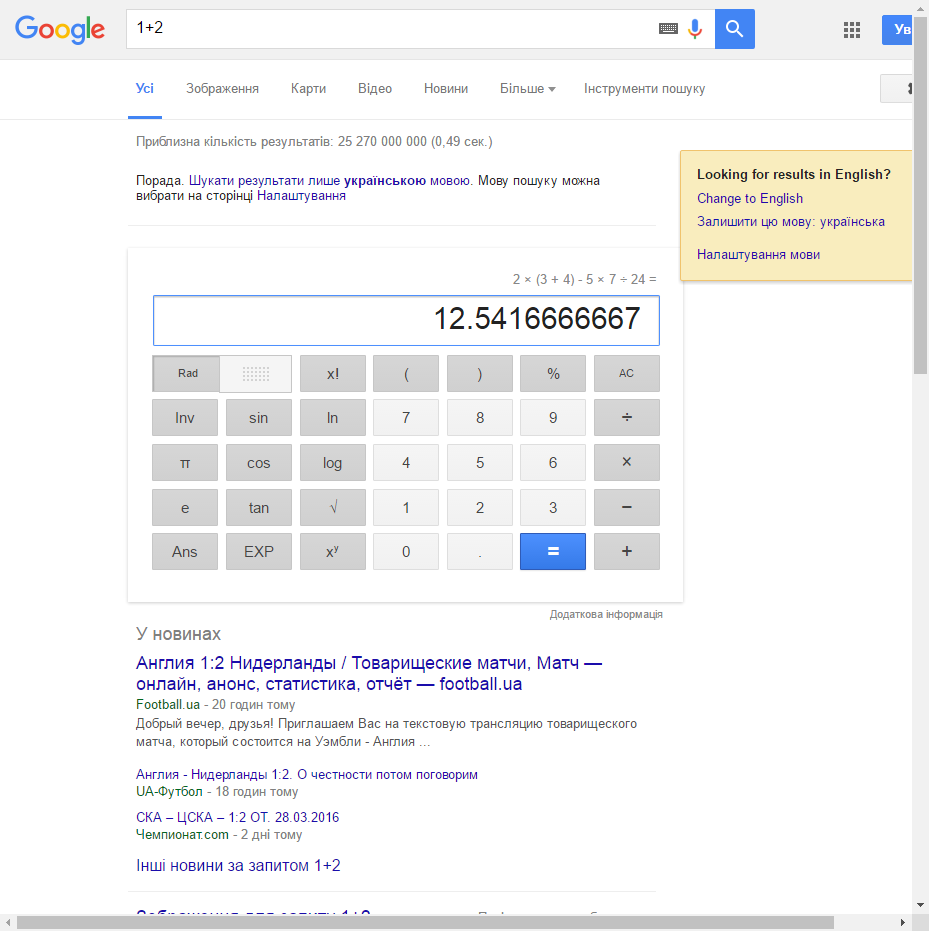 Google
1+2
Ув
Усі Зображення Карти Відео Новини Більше Інструменти пошуку
Приблизна кількість результатів: 25 270 000 000 (0,49 сек.)
Порада. Шукати результати лише українською мовою. Мову пошуку можна
вибрати на сторінці Налаштування
Looking for results in English?
Change to English
Залишити цю мову: українська
Налаштування мови
2 × (3 + 4) - 5 × 7 ÷ 24 =
12.5416666667
Rad x! ( ) % AC
Inv sin ln 7 8 9 ÷
π cos log 4 5 6 ×
e tan √ 1 2 3 −
Ans EXP xʸ 0 . = +
Додаткова інформація
У новинах
Англия 1:2 Нидерланды / Товарищеские матчи, Матч —
онлайн, анонс, статистика, отчёт — football.ua
Football.ua - 20 годин тому
Добрый вечер, друзья! Приглашаем Вас на текстовую трансляцию товарищеского
матча, который состоится на Уэмбли - Англия ...
Англия - Нидерланды 1:2. О честности потом поговорим
UA-Футбол - 18 годин тому
СКА – ЦСКА – 1:2 ОТ. 28.03.2016
Чемпионат.com - 2 дні тому
Інші новини за запитом 1+2
Зображення для запиту 1+2